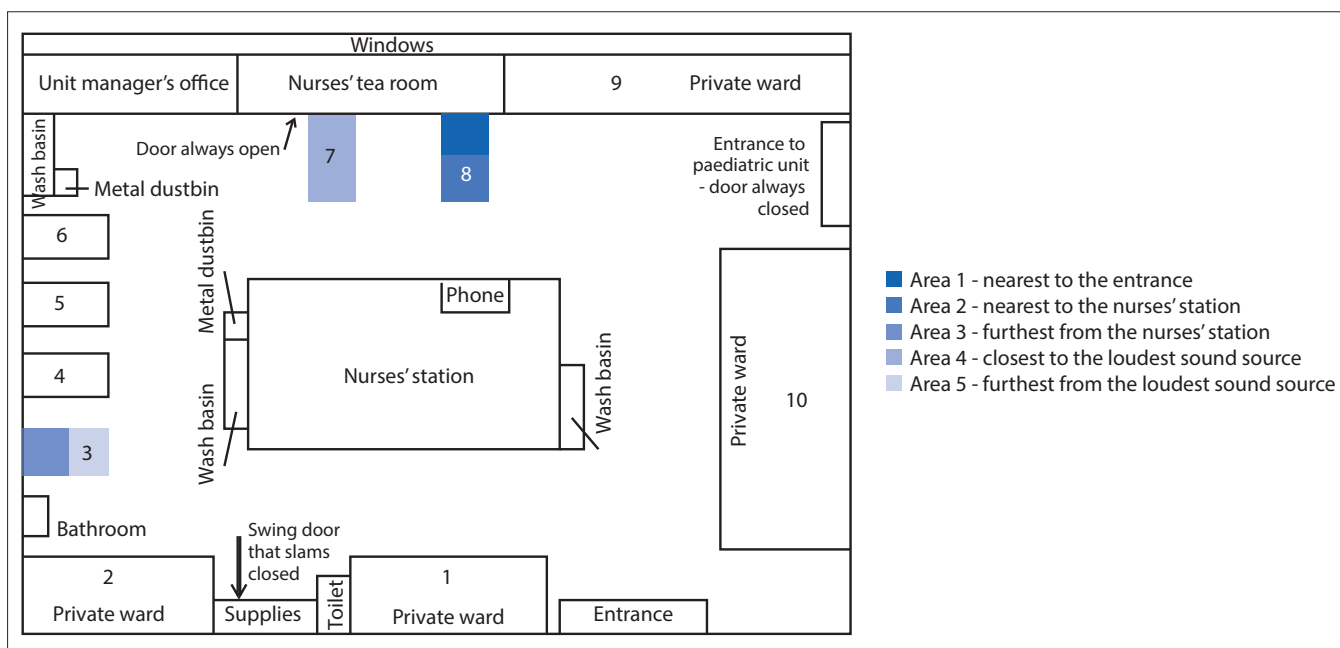 Windows
Unit manager's office
Nurses' tea room
9
Private ward
Wash basin
Door always open
7
8
Entrance to
paediatric unit
- door always
closed
Metal dustbin
6
5
4
3
Metal dustbin
Phone
Nurses' station
Wash basin
Wash basin
Private ward
10
Area 1 - nearest to the entrance
Area 2 - nearest to the nurses' station
Area 3 - furthest from the nurses' station
Area 4 - closest to the loudest sound source
Area 5 - furthest from the loudest sound source
Bathroom
Swing door
that slams
closed
2
Private ward
Supplies
Toilet
1
Private ward
Entrance